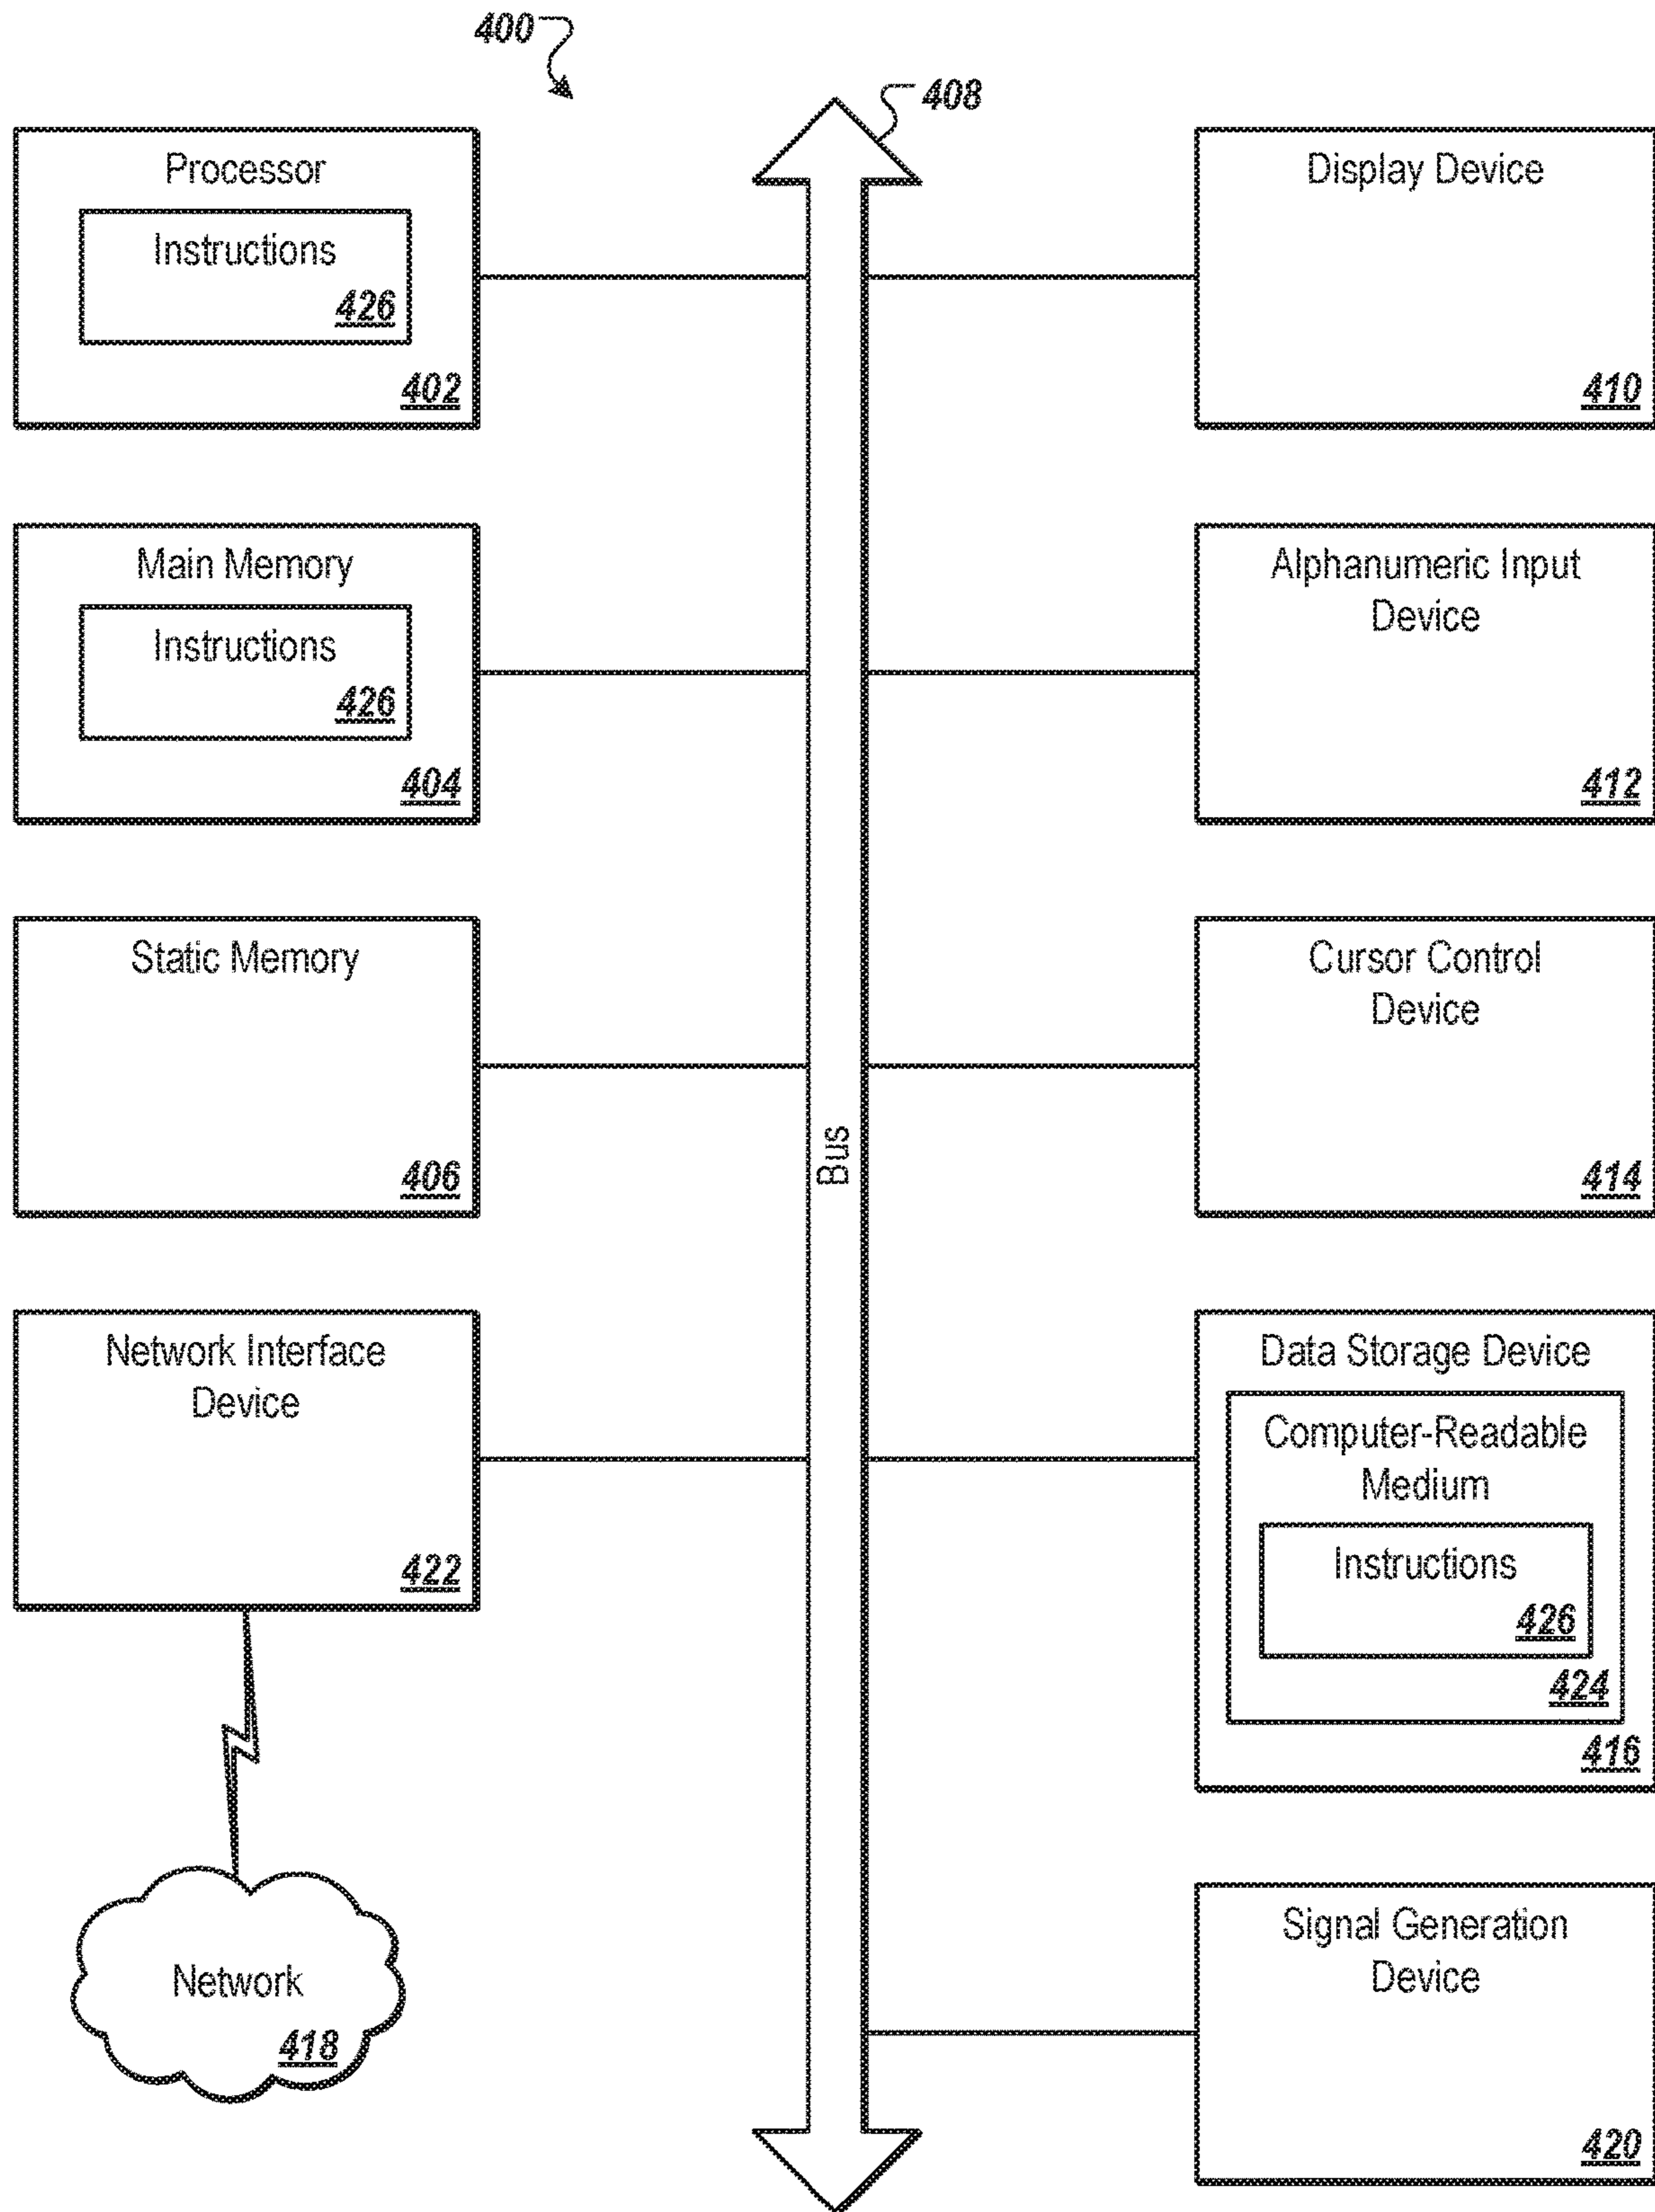 400
408
Processor
Instructions
426
402
Main Memory
Instructions
426
404
Static Memory
406
Network Interface
Device
422
Network
418
Bus
Display Device
410
Alphanumeric Input
Device
412
Cursor Control
Device
414
Data Storage Device
Computer-Readable
Medium
Instructions
426
424
416
Signal Generation
Device
420